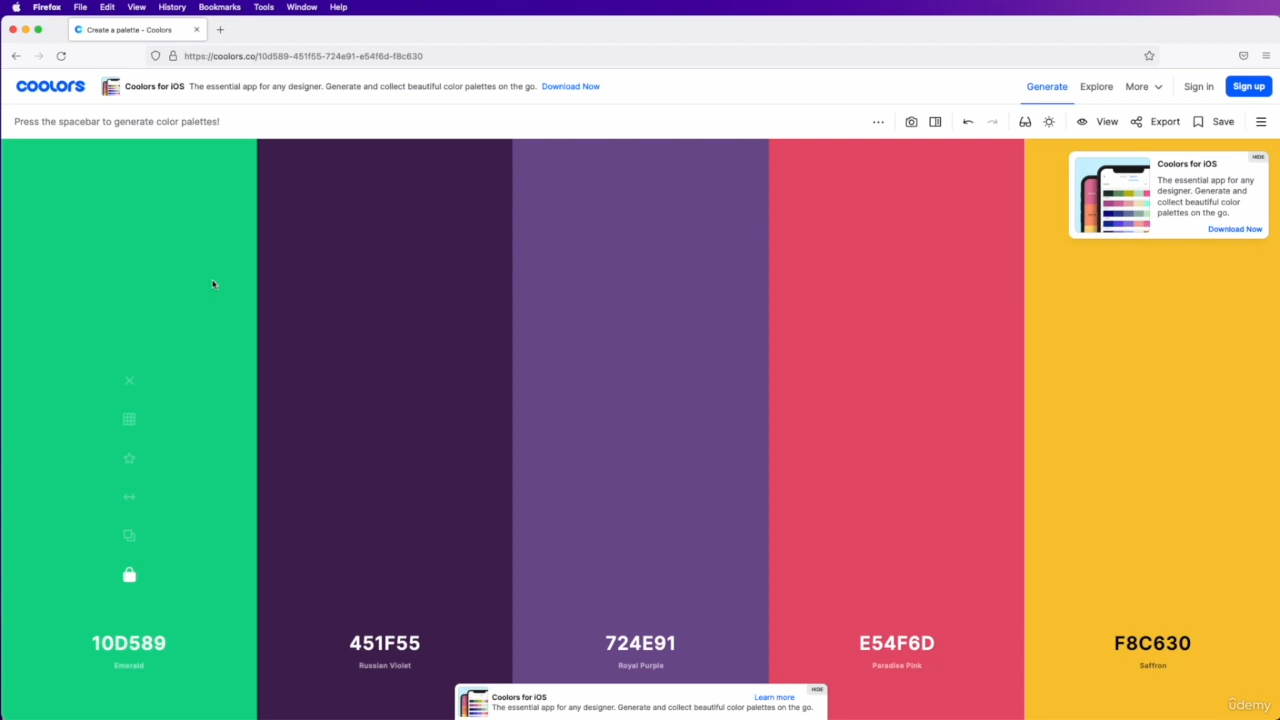 Firefox File Edit View History Bookmarks Tools Window Help
Create a palette - Coolors
https://coolors.co/10d589-451f55-724e91-e54f6d-f8c630
coolors Coolors for iOS The essential app for any designer. Generate and collect beautiful color palettes on the go. Download Now Generate Explore More Sign in Sign up
Press the spacebar to generate color palettes! View Export Save
HIDE
Coolors for iOS
The essential app for any
designer. Generate and
collect beautiful color
palettes on the go.
Download Now
10D589 451F55 724E91 E54F6D F8C630
Emerald Russian Violet Royal Purple Paradise Pink Saffron
HIDE
Coolors for iOS Learn more
The essential app for any designer. Generate and collect beautiful color palettes on the go.
ûdemy